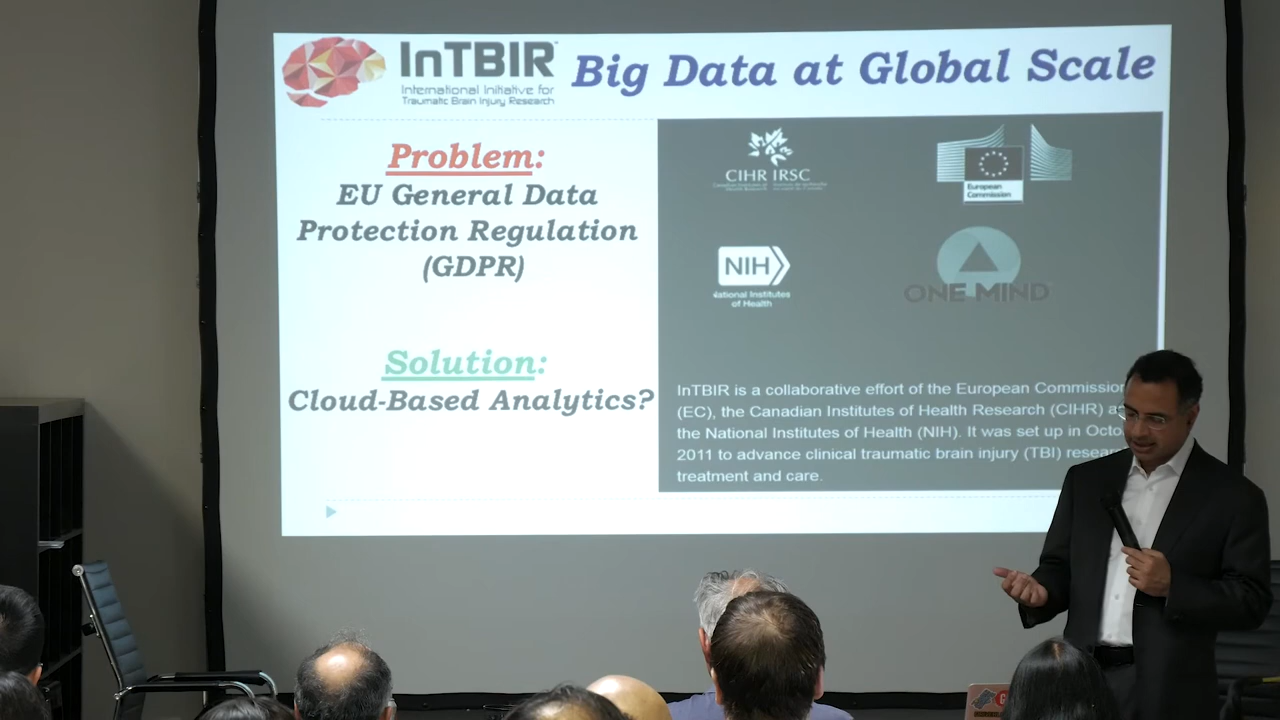 InTBIR
International Initiative for
Traumatic Brain Injury Research
Big Data at Global Scale
Problem:
EU General Data
Protection Regulation
(GDPR)
Solution:
Cloud-Based Analytics?
CIHR IRSC
European
Commission
NIH
National Institutes
of Health
ONE MIND
InTBIR is a collaborative effort of the European Commission
(EC), the Canadian Institutes of Health Research (CIHR)
the National Institutes of Health (NIH). It was set up in
2011 to advance clinical traumatic brain injury (TBI)
treatment and care.